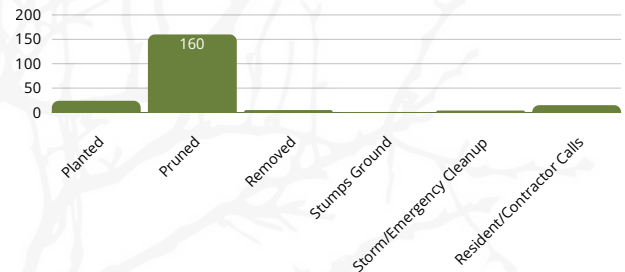 200
150
100
50
0
160
Planted
Pruned
Removed
Stumps Ground
Storm/Emergency Cleanup
Resident/Contractor Calls